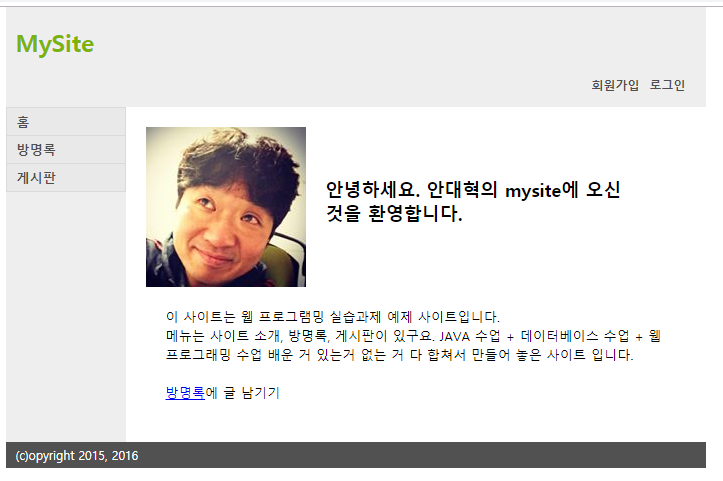 MySite
회원가입 로그인
홈
방명록
게시판
안녕하세요. 안대혁의 mysite에 오신
것을 환영합니다.
이 사이트는 웹 프로그램밍 실습과제 예제 사이트입니다.
메뉴는 사이트 소개, 방명록, 게시판이 있구요. JAVA 수업 + 데이터베이스 수업 + 웹
프로그래밍 수업 배운 거 있는거 없는 거 다 합쳐서 만들어 놓은 사이트 입니다.
방명록에 글 남기기
(c)opyright 2015, 2016